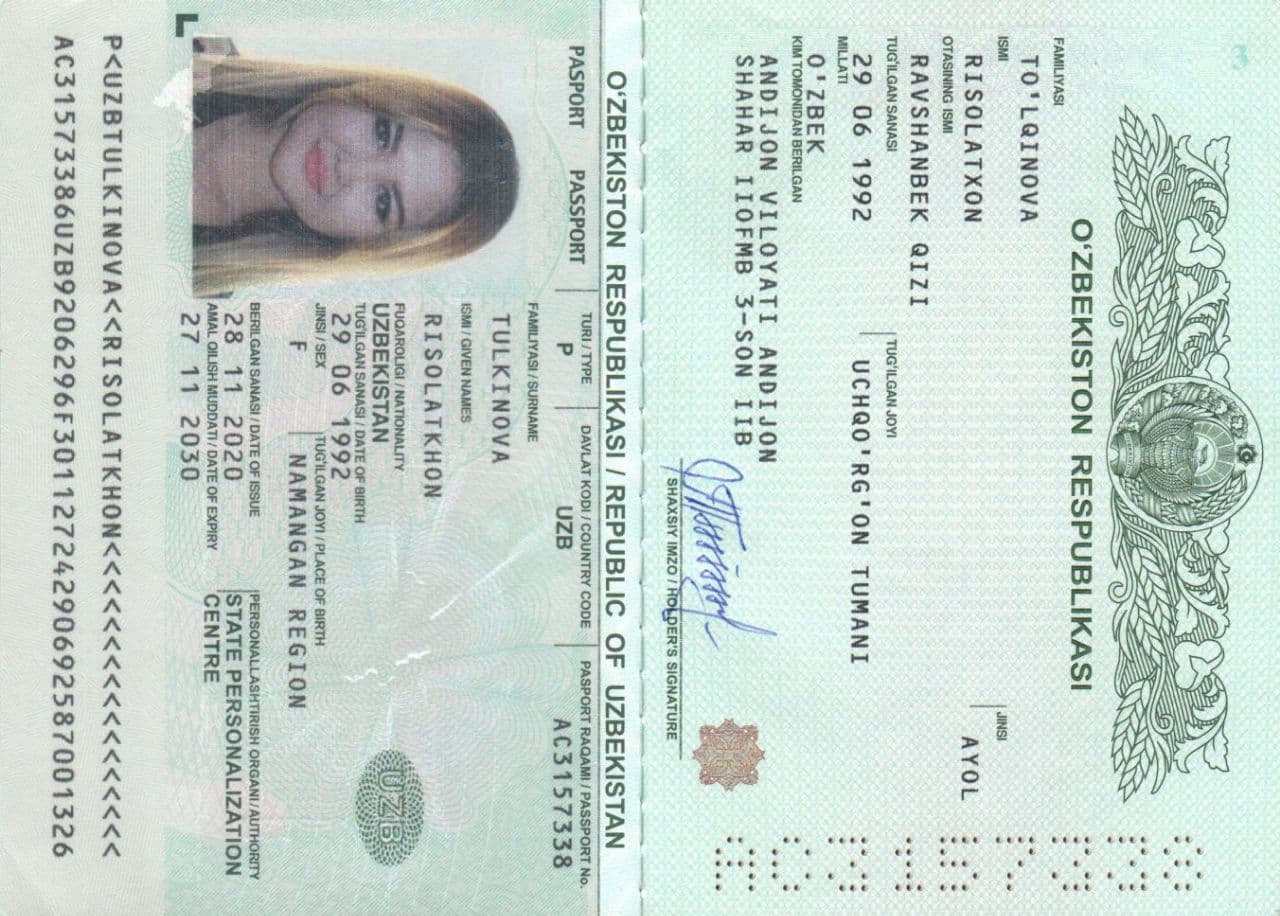 O'ZBEKISTON RESPUBLIKASI
FAMILIYASI
TO'LQINOVA
ISMI
RISOLATXON
JINSI
AYOL
OTASINING ISMI
RAVSHANBEK QIZI
TUG'ILGAN SANASI
29 06 1992
TUG'ILGAN JOYI
UCHQO'RG'ON TUMANI
MILLATI
O'ZBEK
KIM TOMONIDAN BERILGAN
ANDIJON VILOYATI ANDIJON
SHAHAR IIOFMB 3-SON IIB
SHAXSIY IMZO / HOLDER'S SIGNATURE
AC3157338
O'ZBEKISTON RESPUBLIKASI / REPUBLIC OF UZBEKISTAN
PASPORT PASSPORT
TURI / TYPE
P
DAVLAT KODI / COUNTRY CODE
UZB
PASPORT RAQAMI / PASSPORT No.
AC3157338
FAMILIYASI / SURNAME
TULKINOVA
ISMI / GIVEN NAMES
RISOLATKHON
FUQAROLIGI / NATIONALITY
UZBEKISTAN
TUG'ILGAN SANASI / DATE OF BIRTH
29 06 1992
JINSI / SEX
F
TUG'ILGAN JOYI / PLACE OF BIRTH
NAMANGAN REGION
UZB
BERILGAN SANASI / DATE OF ISSUE
28 11 2020
AMAL QILISH MUDDATI / DATE OF EXPIRY
27 11 2030
PERSONALLASHTIRISH ORGANI / AUTHORITY
STATE PERSONALIZATION
CENTRE
P<UZBTULKINOVA<<RISOLATKHON<<<<<<<<<<<<<<<<<
AC31573386UZB9206296F30112724290692587001326